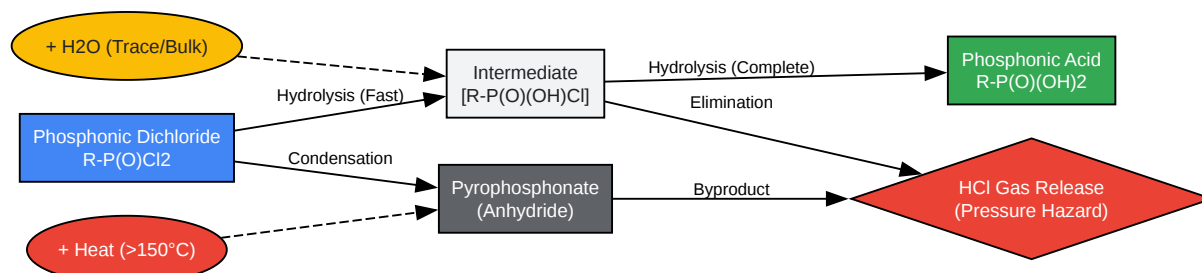 + H2O (Trace/Bulk)
Hydrolysis (Fast)
Phosphonic Dichloride
R-P(O)Cl2
Condensation
+ Heat (>150°C)
Intermediate
[R-P(O)(OH)Cl]
Hydrolysis (Complete)
Elimination
Pyrophosphonate
(Anhydride)
Byproduct
Phosphonic Acid
R-P(O)(OH)2
HCl Gas Release
(Pressure Hazard)